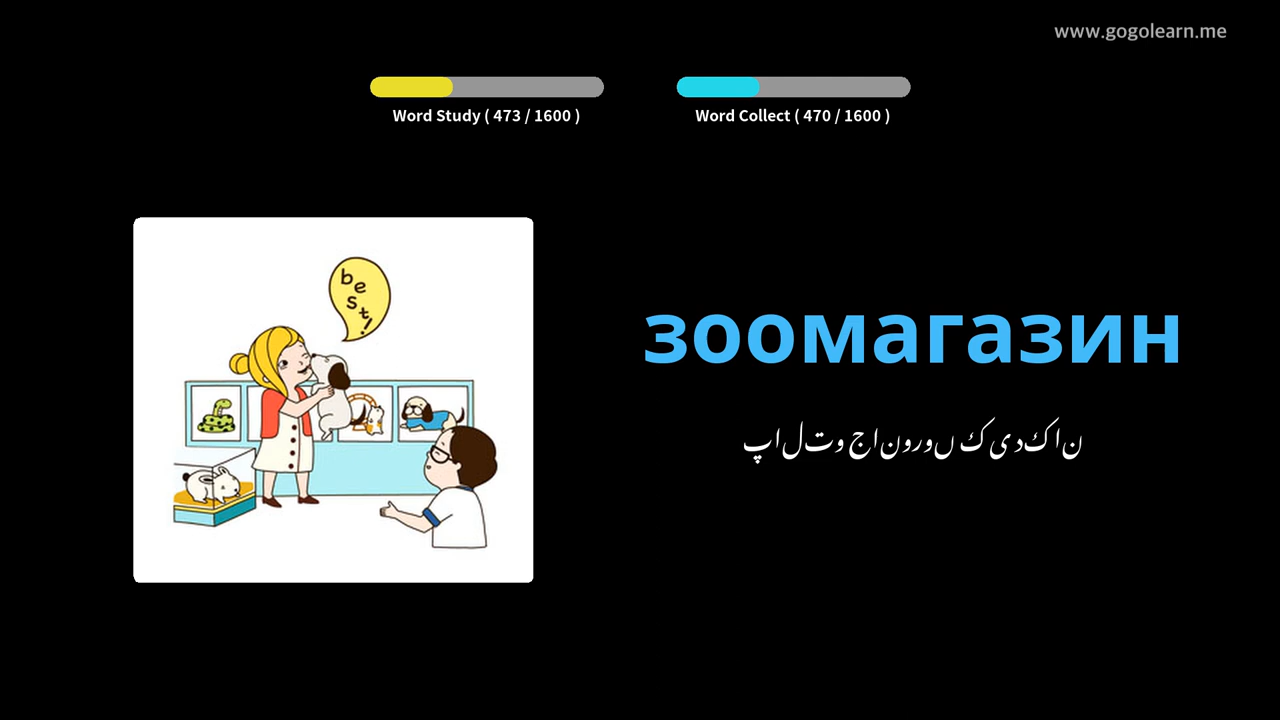 www.gogolearn.me
Word Study ( 473 / 1600 )
Word Collect ( 470 / 1600 )
best!
зоомагазин
پالتو جانوروں کی دکان